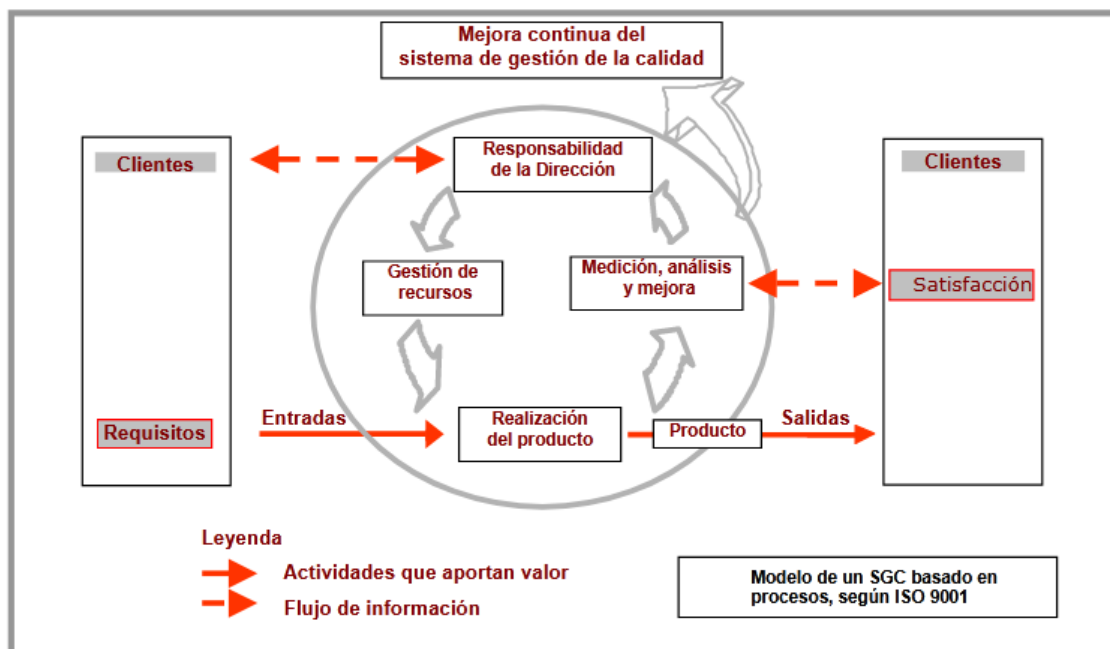 Mejora continua del
sistema de gestión de la calidad
Clientes
Responsabilidad
de la Dirección
Clientes
Gestión de
recursos
Medición, análisis
y mejora
Satisfacción
Requisitos
Entradas
Realización
del producto
Producto
Salidas
Leyenda
Actividades que aportan valor
Flujo de información
Modelo de un SGC basado en
procesos, según ISO 9001